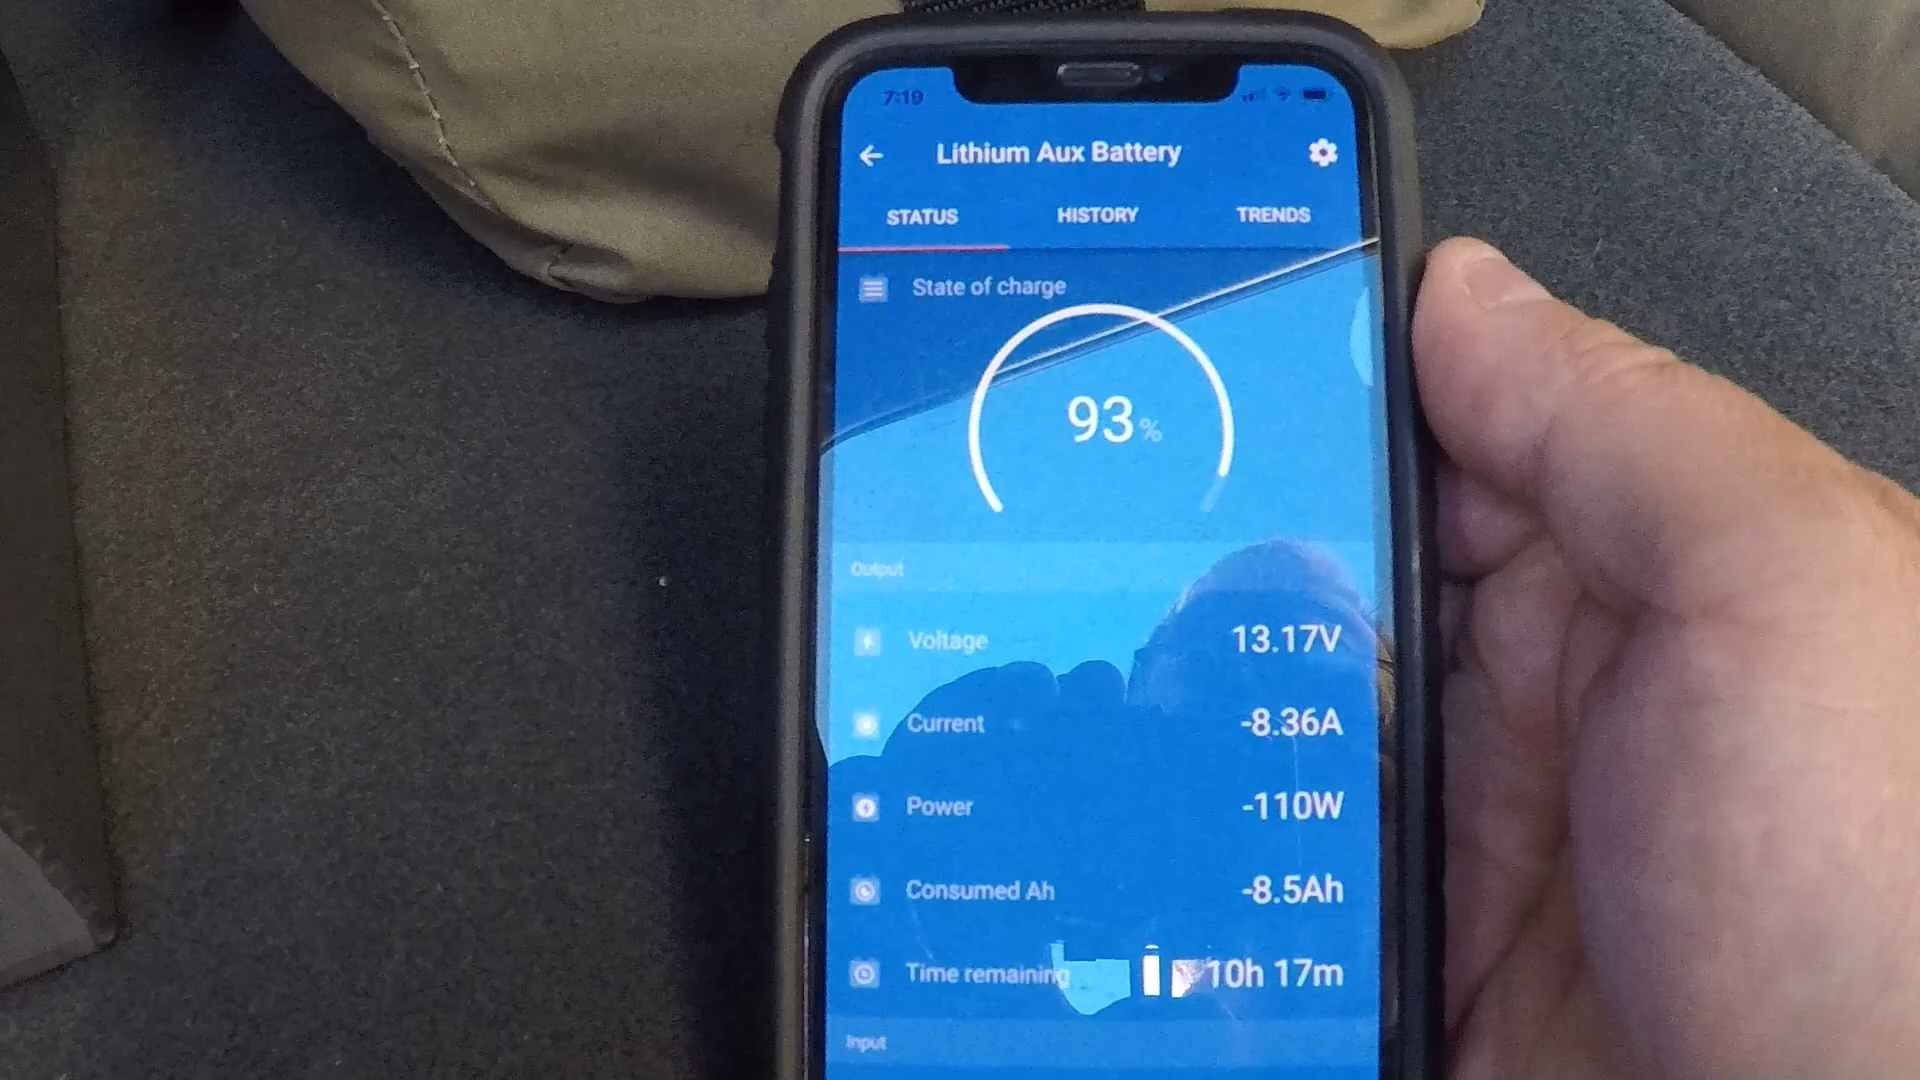 7:19
Lithium Aux Battery
STATUS HISTORY TRENDS
State of charge
93%
Output
Voltage 13.17V
Current -8.36A
Power -110W
Consumed Ah -8.5Ah
Time remaining 10h 17m
Input